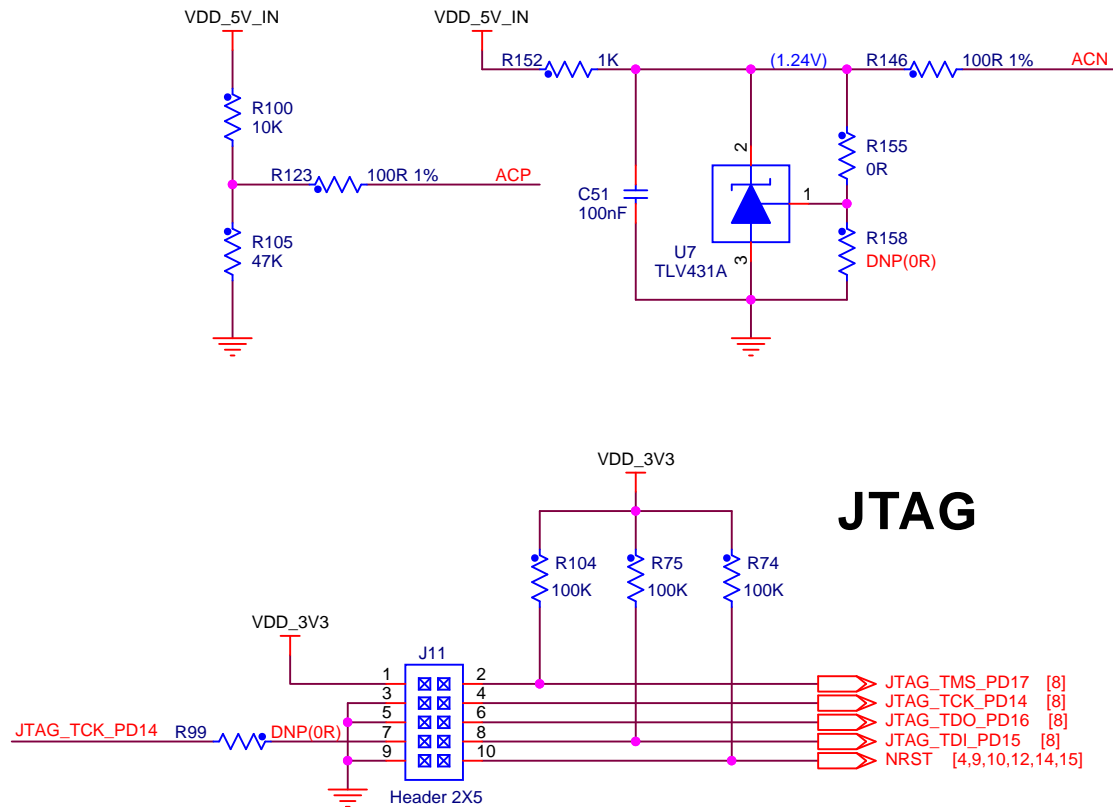 VDD_5V_IN
VDD_5V_IN
R152 1K (1.24V) R146 100R 1% ACN
R100
10K
R155
0R
R123 100R 1% ACP
2
1
C51
100nF
R105
47K
U7
TLV431A
3
R158
DNP(0R)
VDD_3V3
JTAG
R104
100K
R75
100K
R74
100K
VDD_3V3
J11
1 2 JTAG_TMS_PD17 [8]
3 4 JTAG_TCK_PD14 [8]
5 6 JTAG_TDO_PD16 [8]
JTAG_TCK_PD14 R99 DNP(0R) 7 8 JTAG_TDI_PD15 [8]
9 10 NRST [4,9,10,12,14,15]
Header 2X5